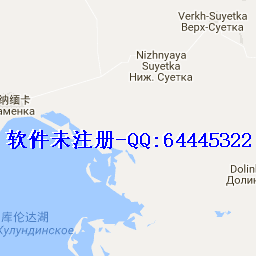 Verkh-Suyetka
Верх-Суетка
Nizhnyaya
Suyetka
Ниж. Суетка
纳缅卡
аменка
软件未注册-QQ:64445322
Dolin
Долин
库伦达湖
Кулундинское